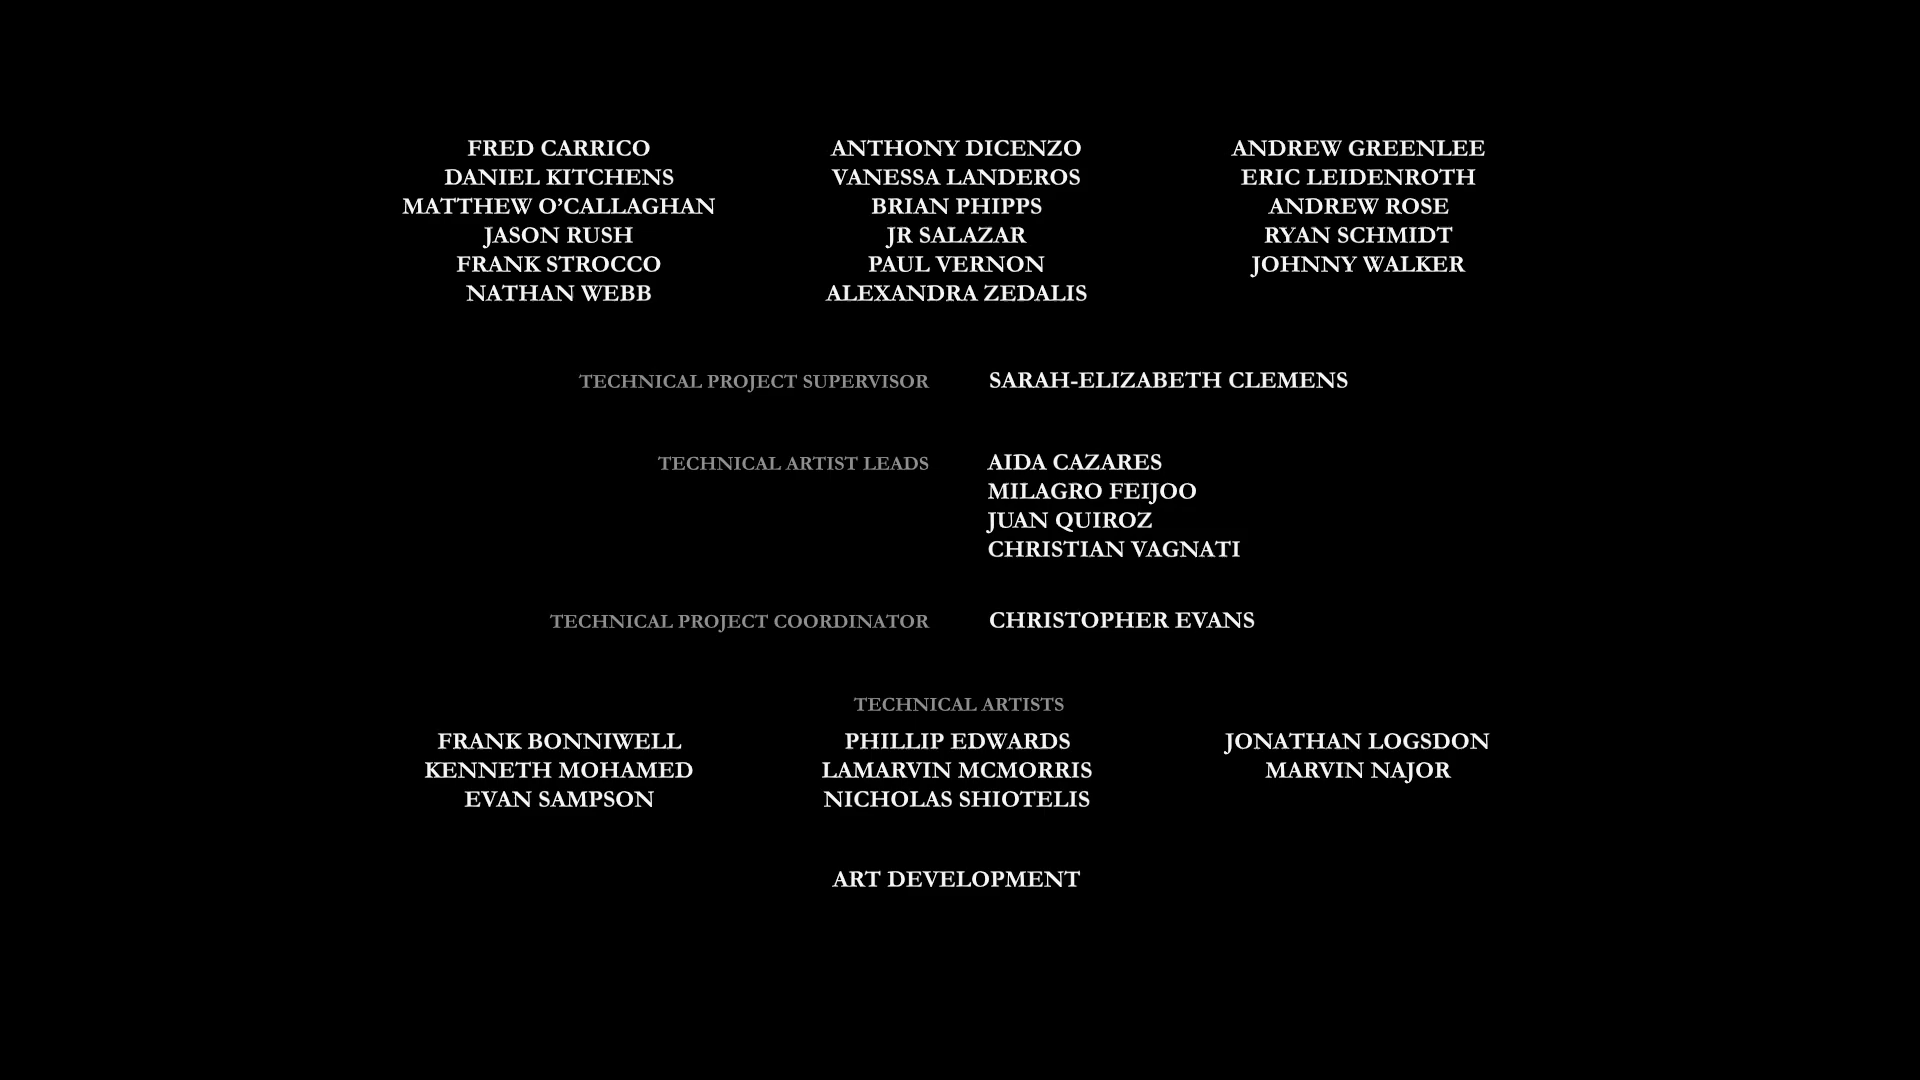 FRED CARRICO ANTHONY DICENZO ANDREW GREENLEE
DANIEL KITCHENS VANESSA LANDEROS ERIC LEIDENROTH
MATTHEW O’CALLAGHAN BRIAN PHIPPS ANDREW ROSE
JASON RUSH JR SALAZAR RYAN SCHMIDT
FRANK STROCCO PAUL VERNON JOHNNY WALKER
NATHAN WEBB ALEXANDRA ZEDALIS
TECHNICAL PROJECT SUPERVISOR SARAH-ELIZABETH CLEMENS
TECHNICAL ARTIST LEADS AIDA CAZARES
MILAGRO FEIJOO
JUAN QUIROZ
CHRISTIAN VAGNATI
TECHNICAL PROJECT COORDINATOR CHRISTOPHER EVANS
TECHNICAL ARTISTS
FRANK BONNIWELL PHILLIP EDWARDS JONATHAN LOGSDON
KENNETH MOHAMED LAMARVIN MCMORRIS MARVIN NAJOR
EVAN SAMPSON NICHOLAS SHIOTELIS
ART DEVELOPMENT